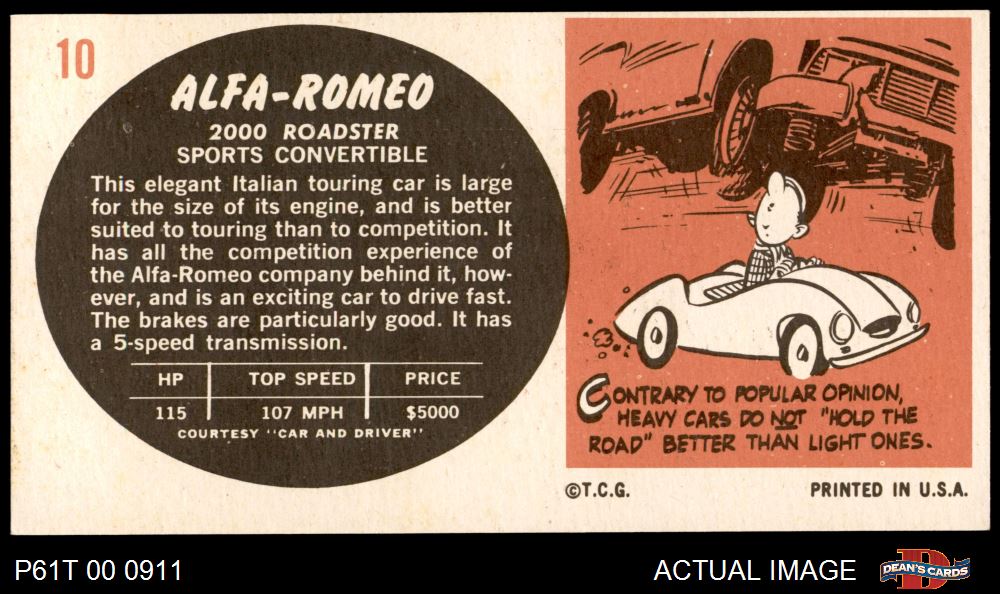 10
ALFA-ROMEO
2000 ROADSTER
SPORTS CONVERTIBLE
This elegant Italian touring car is large
for the size of its engine, and is better
suited to touring than to competition. It
has all the competition experience of
the Alfa-Romeo company behind it, how-
ever, and is an exciting car to drive fast.
The brakes are particularly good. It has
a 5-speed transmission.
HP TOP SPEED PRICE
115 107 MPH $5000
COURTESY "CAR AND DRIVER"
CONTRARY TO POPULAR OPINION,
HEAVY CARS DO NOT "HOLD THE
ROAD" BETTER THAN LIGHT ONES.
©T.C.G. PRINTED IN U.S.A.
P61T 00 0911 ACTUAL IMAGE D DEAN'S CARDS